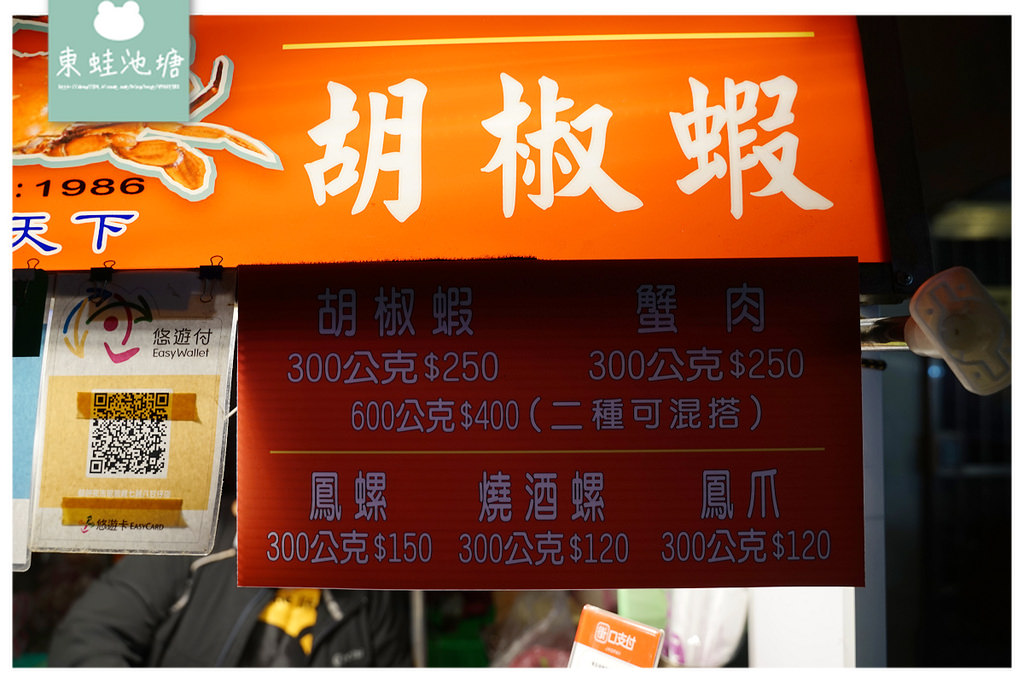 東蛙池塘
胡椒蝦
:1986
天下
悠遊付
EasyWallet
胡椒蝦 蟹肉
300公克$250 300公克$250
600公克$400(二種可混搭)
鳳螺 燒酒螺 鳳爪
300公克$150 300公克$120 300公克$120
悠遊卡 EASYCARD
街口支付